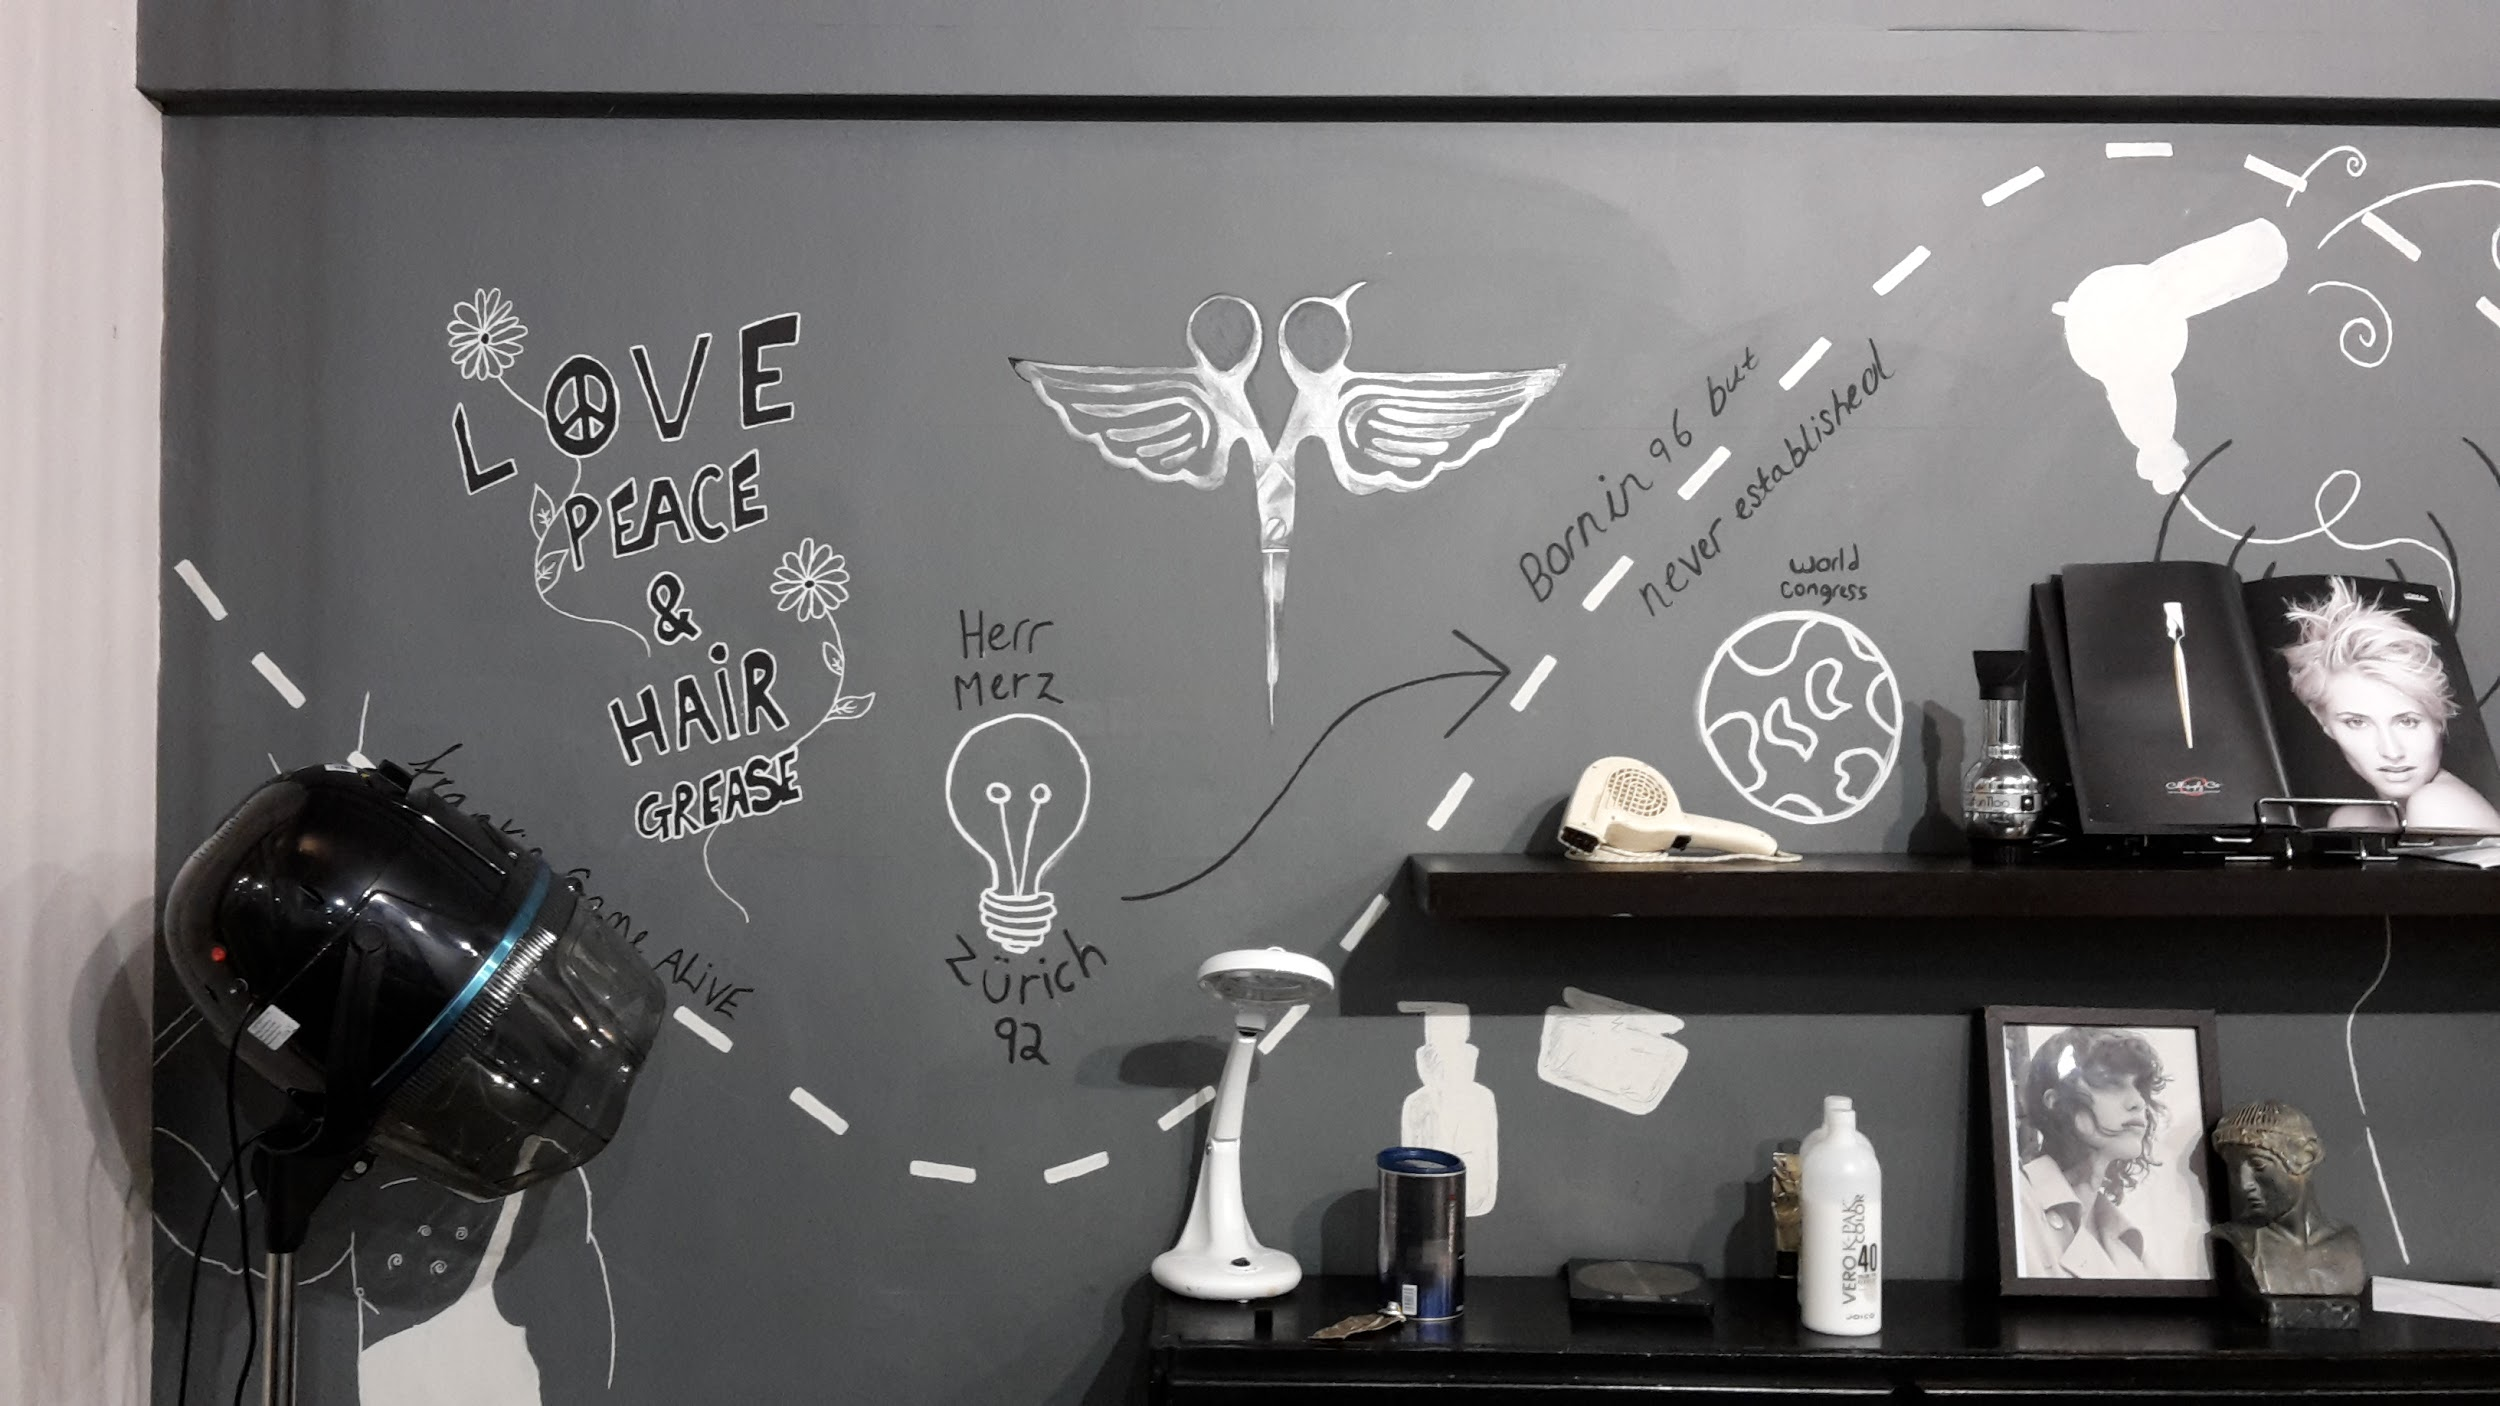 LOVE
PEACE
&
HAiR
GREASE
Herr
Merz
Zürich
92
Born in 96 but
never established
World
Congress
ALiVE
VERO K-PAK
COLOR
40
JOICO